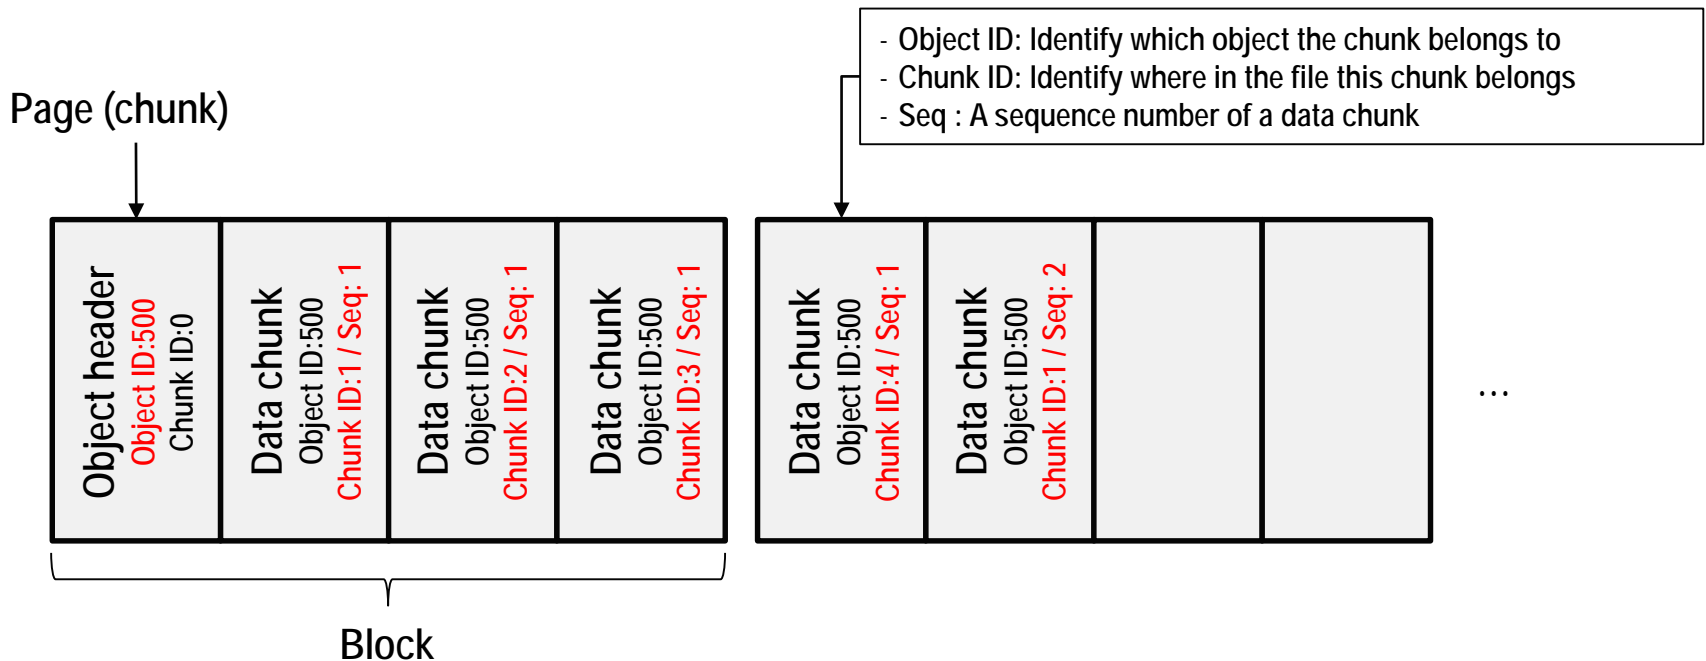 - Object ID: Identify which object the chunk belongs to
- Chunk ID: Identify where in the file this chunk belongs
- Seq : A sequence number of a data chunk
Page (chunk)
Object header
Object ID:500
Chunk ID:0
Data chunk
Object ID:500
Chunk ID:1 / Seq: 1
Data chunk
Object ID:500
Chunk ID:2 / Seq: 1
Data chunk
Object ID:500
Chunk ID:3 / Seq: 1
Data chunk
Object ID:500
Chunk ID:4 / Seq: 1
Data chunk
Object ID:500
Chunk ID:1 / Seq: 2
...
Block